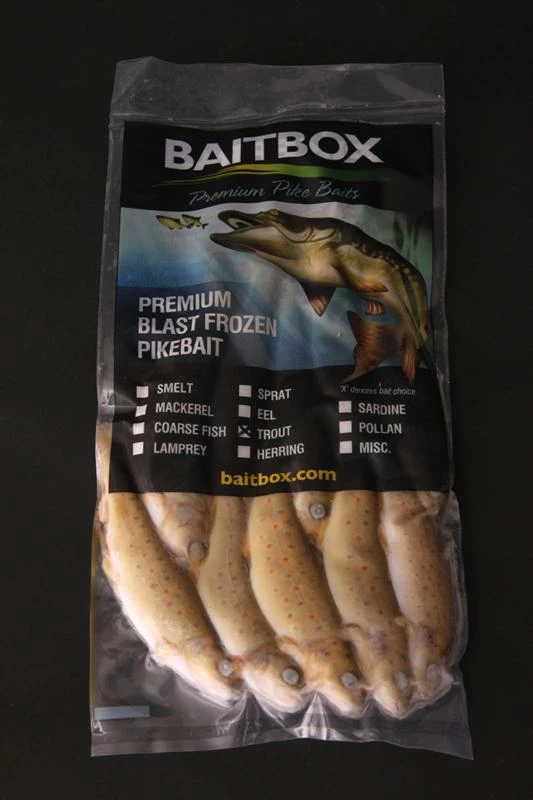 BAITBOX
Premium Pike Baits
PREMIUM
BLAST FROZEN
PIKEBAIT
'X' denotes bait choice
SMELT
MACKEREL
COARSE FISH
LAMPREY
SPRAT
EEL
TROUT
HERRING
SARDINE
POLLAN
MISC.
baitbox.com